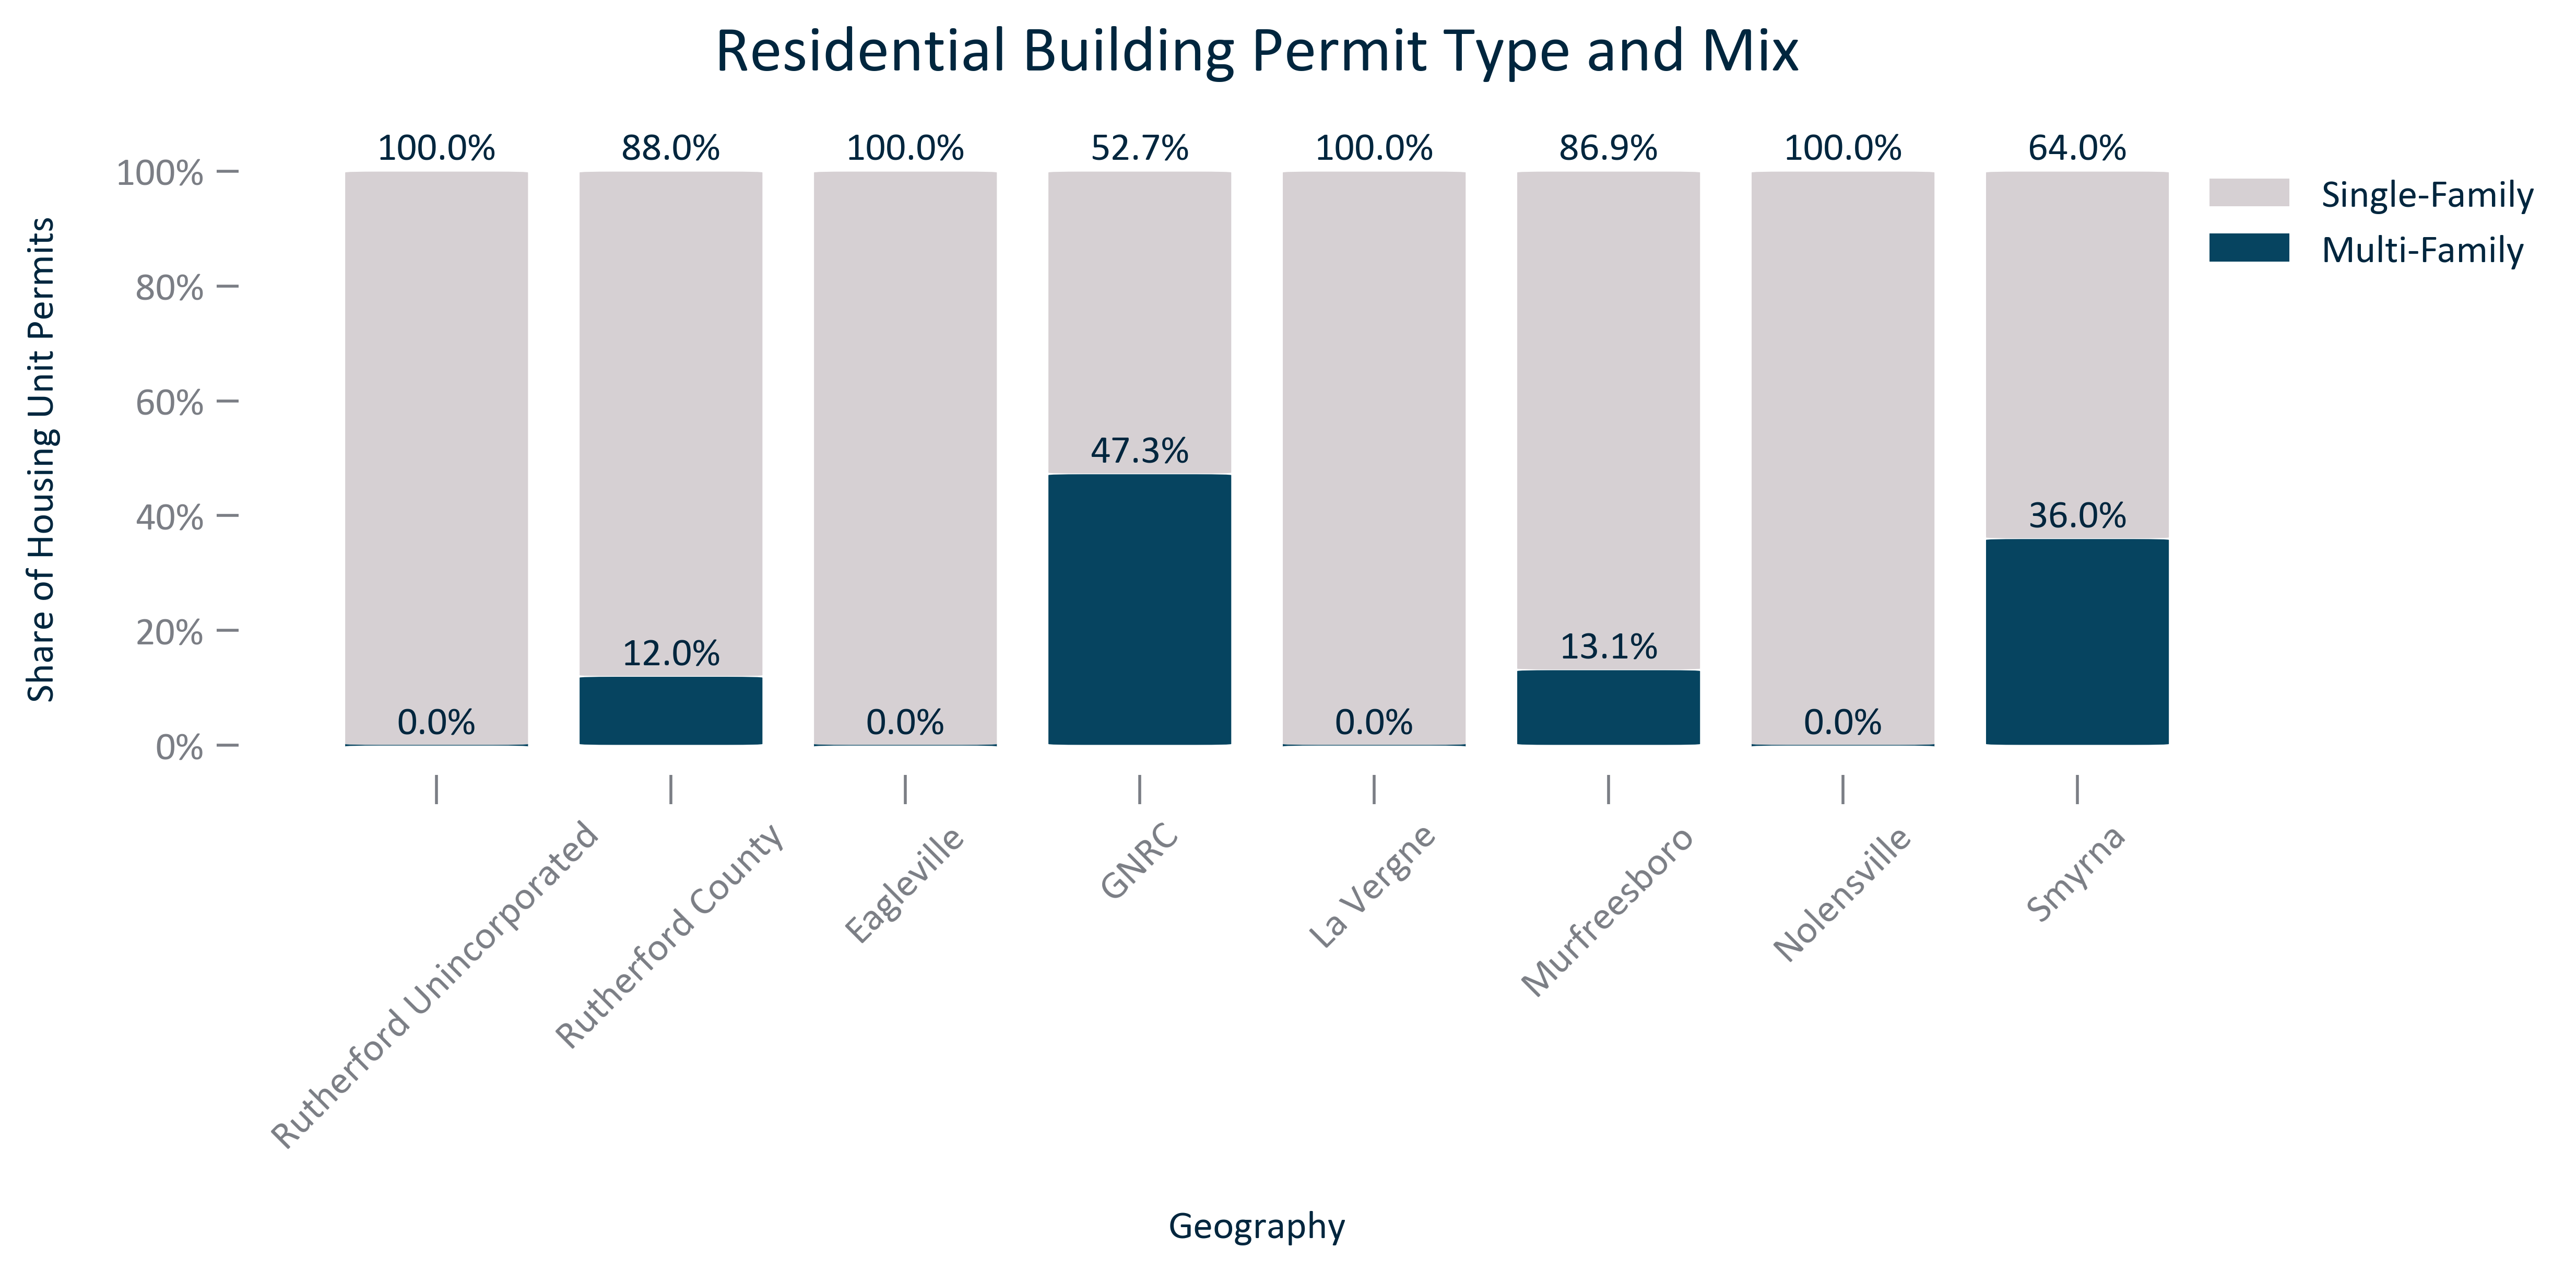 Residential Building Permit Type and Mix
100.0% 88.0% 100.0% 52.7% 100.0% 86.9% 100.0% 64.0%
100%
80%
60%
40%
20%
0%
Share of Housing Unit Permits
0.0% 12.0% 0.0% 47.3% 0.0% 13.1% 0.0% 36.0%
Single-Family
Multi-Family
Rutherford Unincorporated
Rutherford County
Eagleville
GNRC
La Vergne
Murfreesboro
Nolensville
Smyrna
Geography